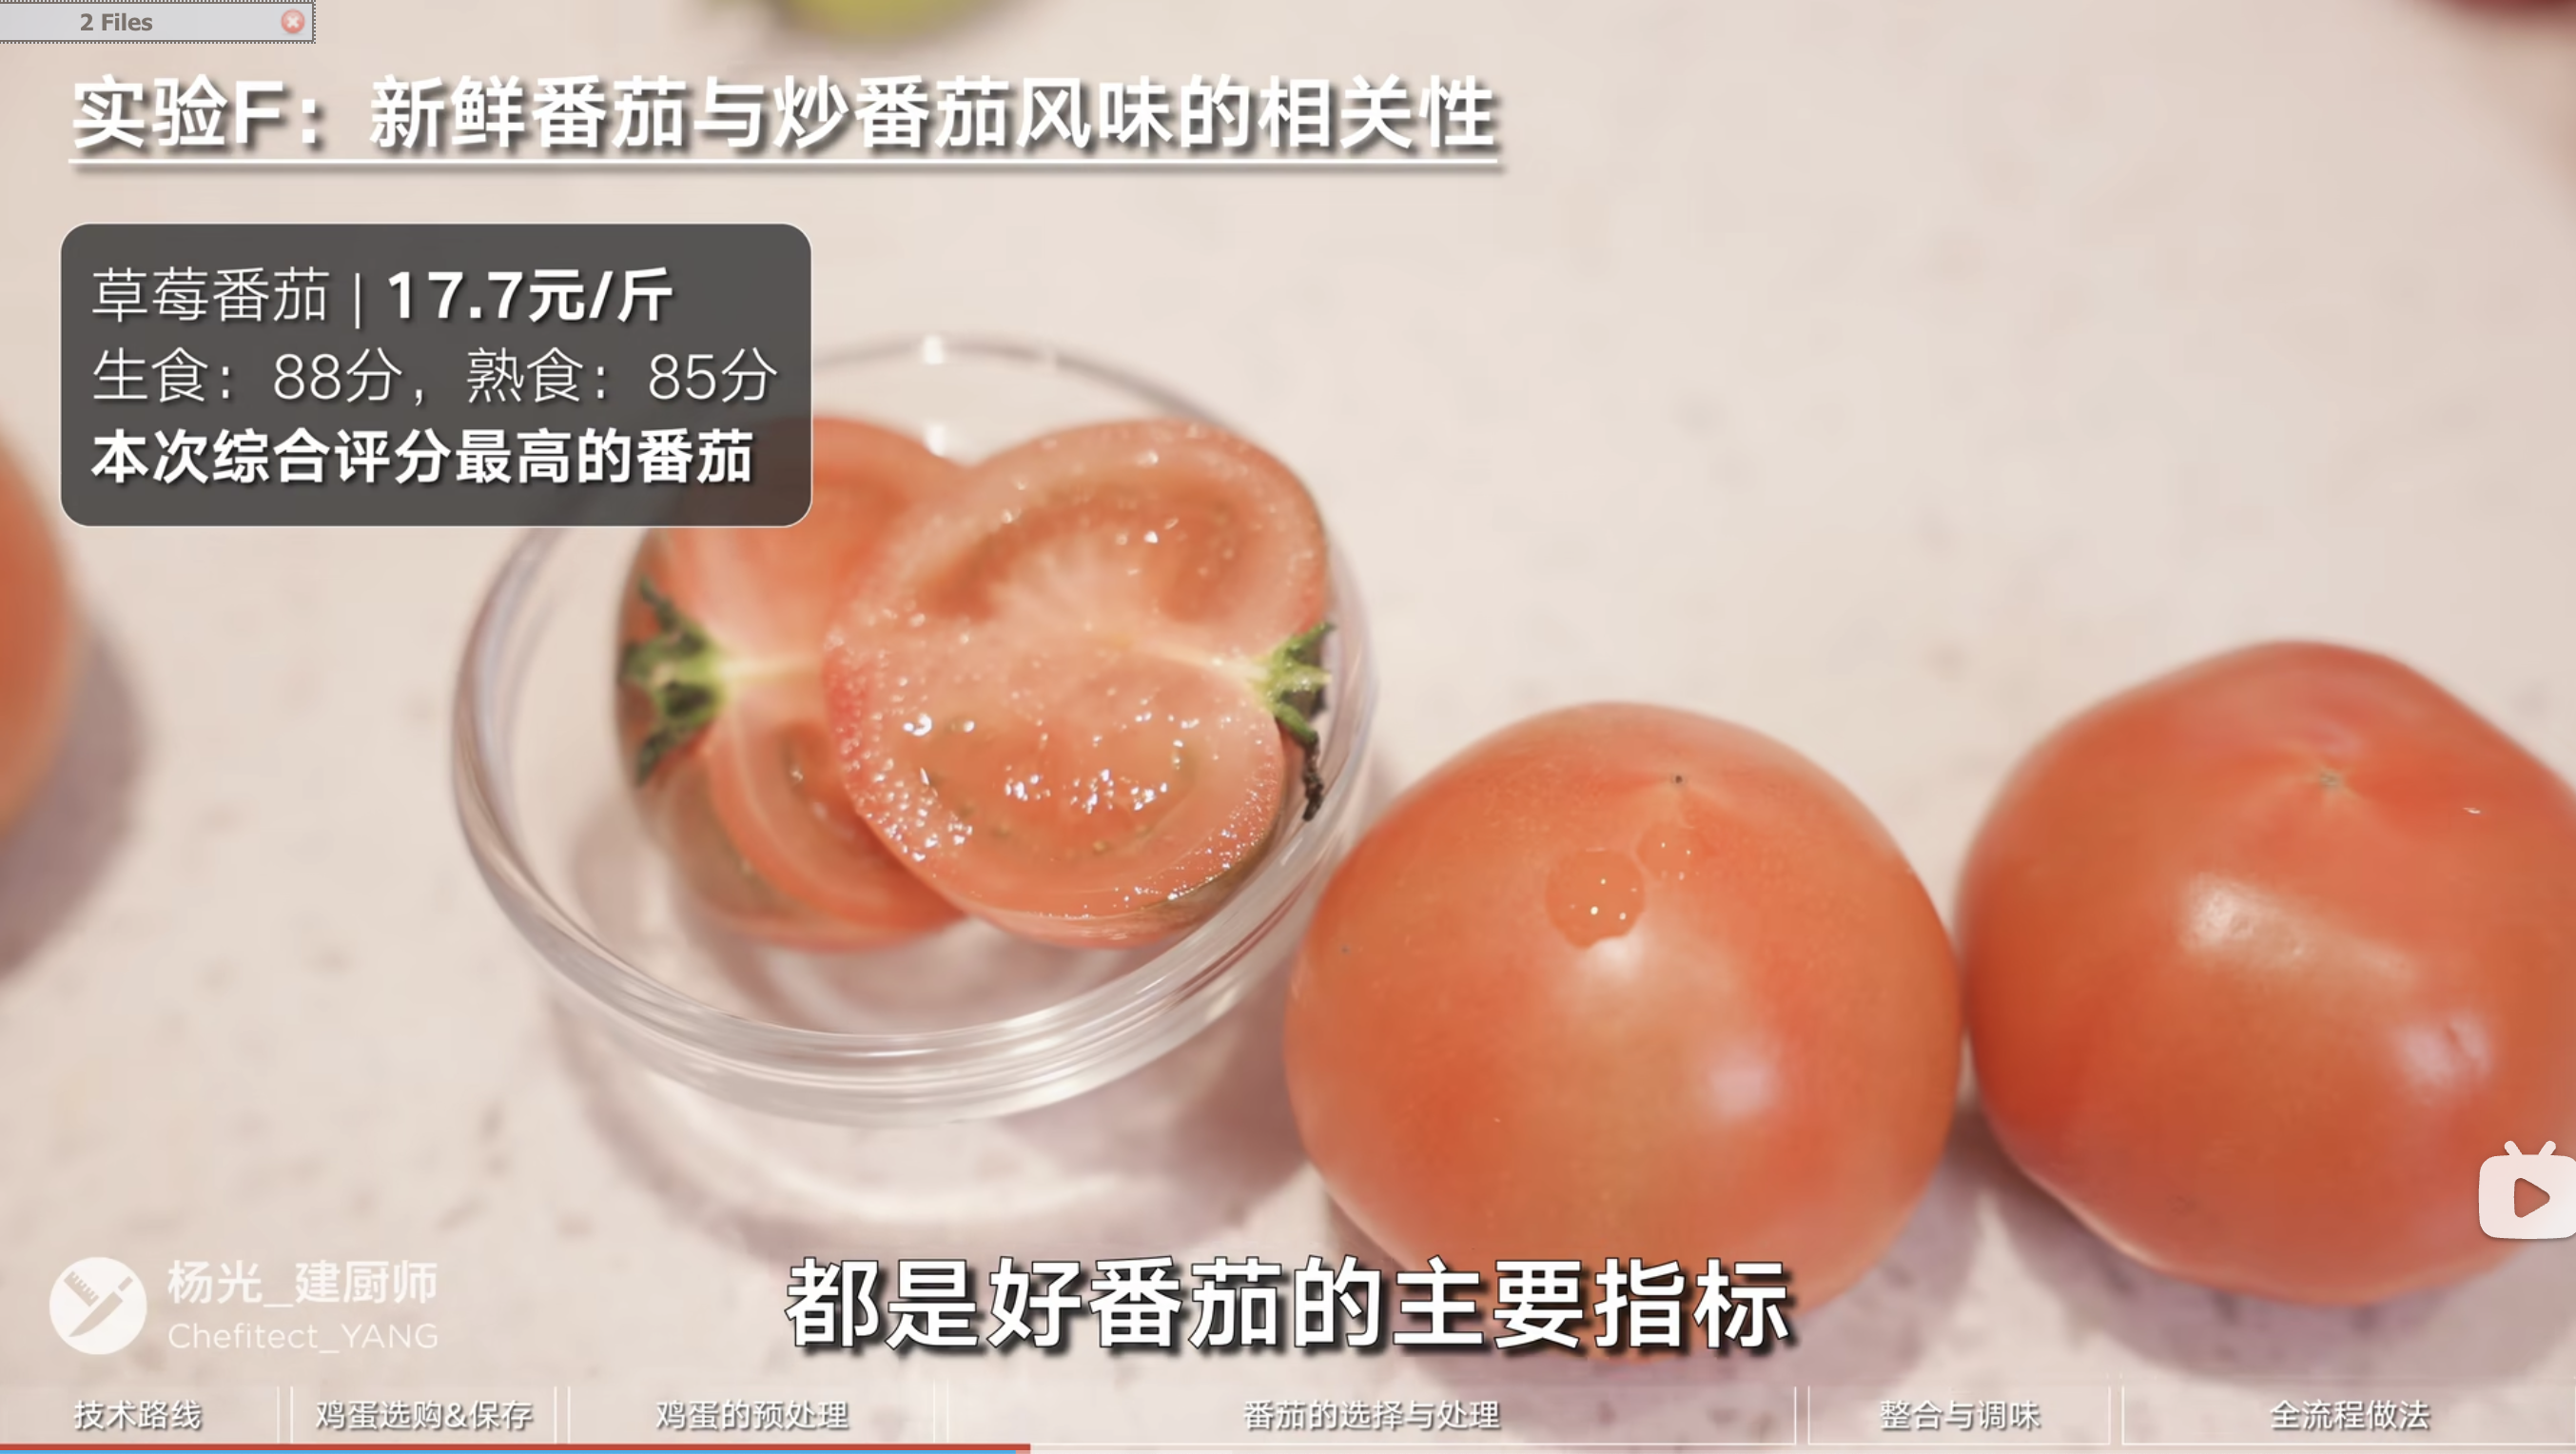 2 Files
实验F：新鲜番茄与炒番茄风味的相关性
草莓番茄 | 17.7元/斤
生食：88分，熟食：85分
本次综合评分最高的番茄
杨光_建厨师
Chefitect_YANG
都是好番茄的主要指标
技术路线
鸡蛋选购&保存
鸡蛋的预处理
番茄的选择与处理
整合与调味
全流程做法